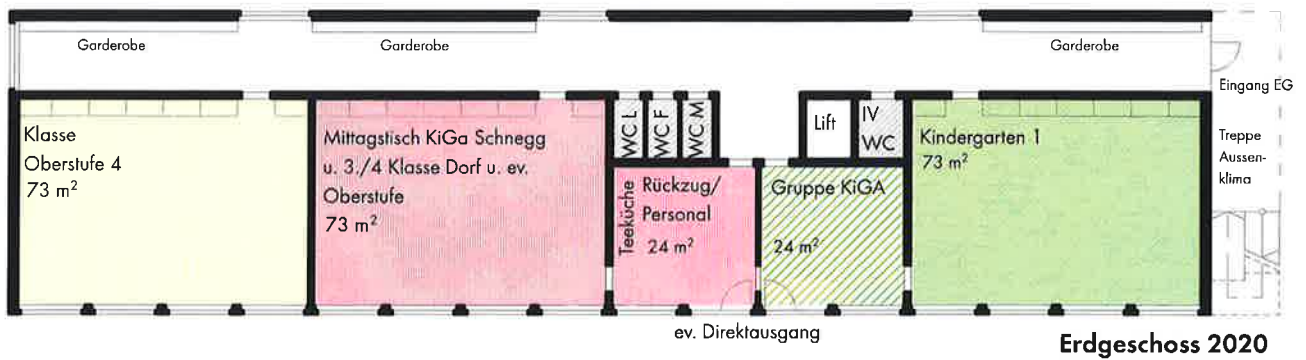 Garderobe
Garderobe
Garderobe
Eingang EG
Klasse
Oberstufe 4
73 m²
Mittagstisch KiGa Schnegg
u. 3./4 Klasse Dorf u. ev.
Oberstufe
73 m²
WC L
WC F
WC M
Lift
IV
WC
Kindergarten 1
73 m²
Treppe
Aussen-
klima
Teeküche
Rückzug/
Personal
24 m²
Gruppe KiGA
24 m²
ev. Direktausgang
Erdgeschoss 2020